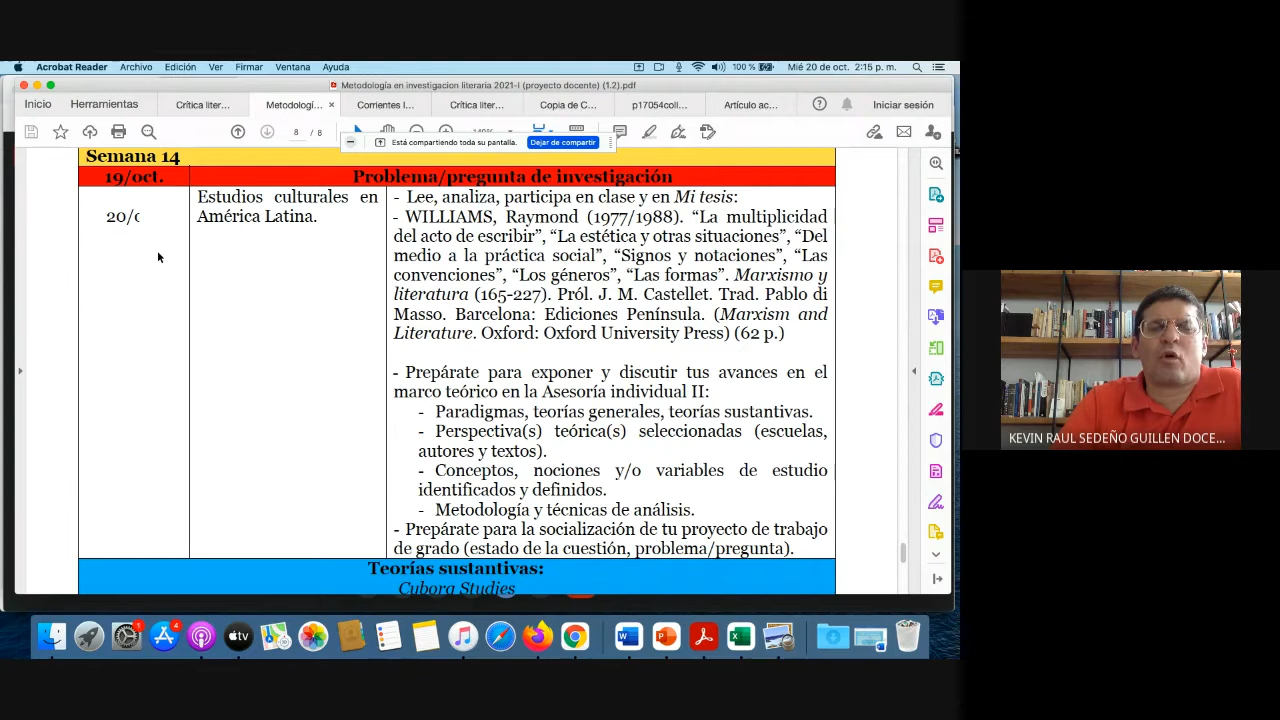 Acrobat Reader Archivo Edición Ver Firmar Ventana Ayuda 100 % Mié 20 de oct. 2:15 p. m.
Metodología en investigacion literaria 2021-I (proyecto docente) (1.2).pdf
Inicio Herramientas Crítica liter... Metodologí... × Corrientes l... Crítica liter... Copia de C... p17054coll... Artículo ac... Iniciar sesión
8 / 8
Está compartiendo toda su pantalla. Dejar de compartir
Semana 14
19/oct. Problema/pregunta de investigación
20/
Estudios culturales en
América Latina.
- Lee, analiza, participa en clase y en Mi tesis:
- WILLIAMS, Raymond (1977/1988). “La multiplicidad
del acto de escribir”, “La estética y otras situaciones”, “Del
medio a la práctica social”, “Signos y notaciones”, “Las
convenciones”, “Los géneros”, “Las formas”. Marxismo y
literatura (165-227). Pról. J. M. Castellet. Trad. Pablo di
Masso. Barcelona: Ediciones Península. (Marxism and
Literature. Oxford: Oxford University Press) (62 p.)
- Prepárate para exponer y discutir tus avances en el
marco teórico en la Asesoría individual II:
- Paradigmas, teorías generales, teorías sustantivas.
- Perspectiva(s) teórica(s) seleccionadas (escuelas,
autores y textos).
- Conceptos, nociones y/o variables de estudio
identificados y definidos.
- Metodología y técnicas de análisis.
- Prepárate para la socialización de tu proyecto de trabajo
de grado (estado de la cuestión, problema/pregunta).
Teorías sustantivas:
Cuborg Studies
KEVIN RAUL SEDEÑO GUILLEN DOCE...
1 4 tv